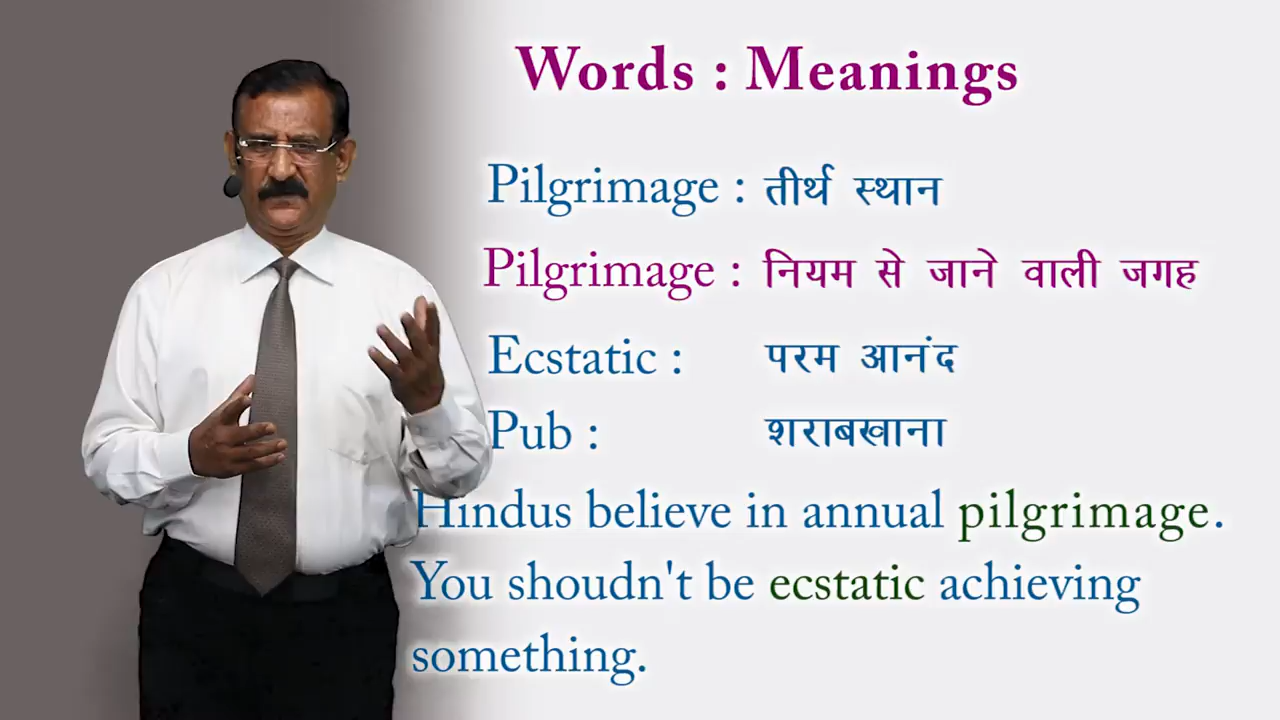 Words : Meanings
Pilgrimage : तीर्थ स्थान
Pilgrimage : नियम से जाने वाली जगह
Ecstatic : परम आनंद
Pub : शराबखाना
Hindus believe in annual pilgrimage.
You shoudn't be ecstatic achieving
something.